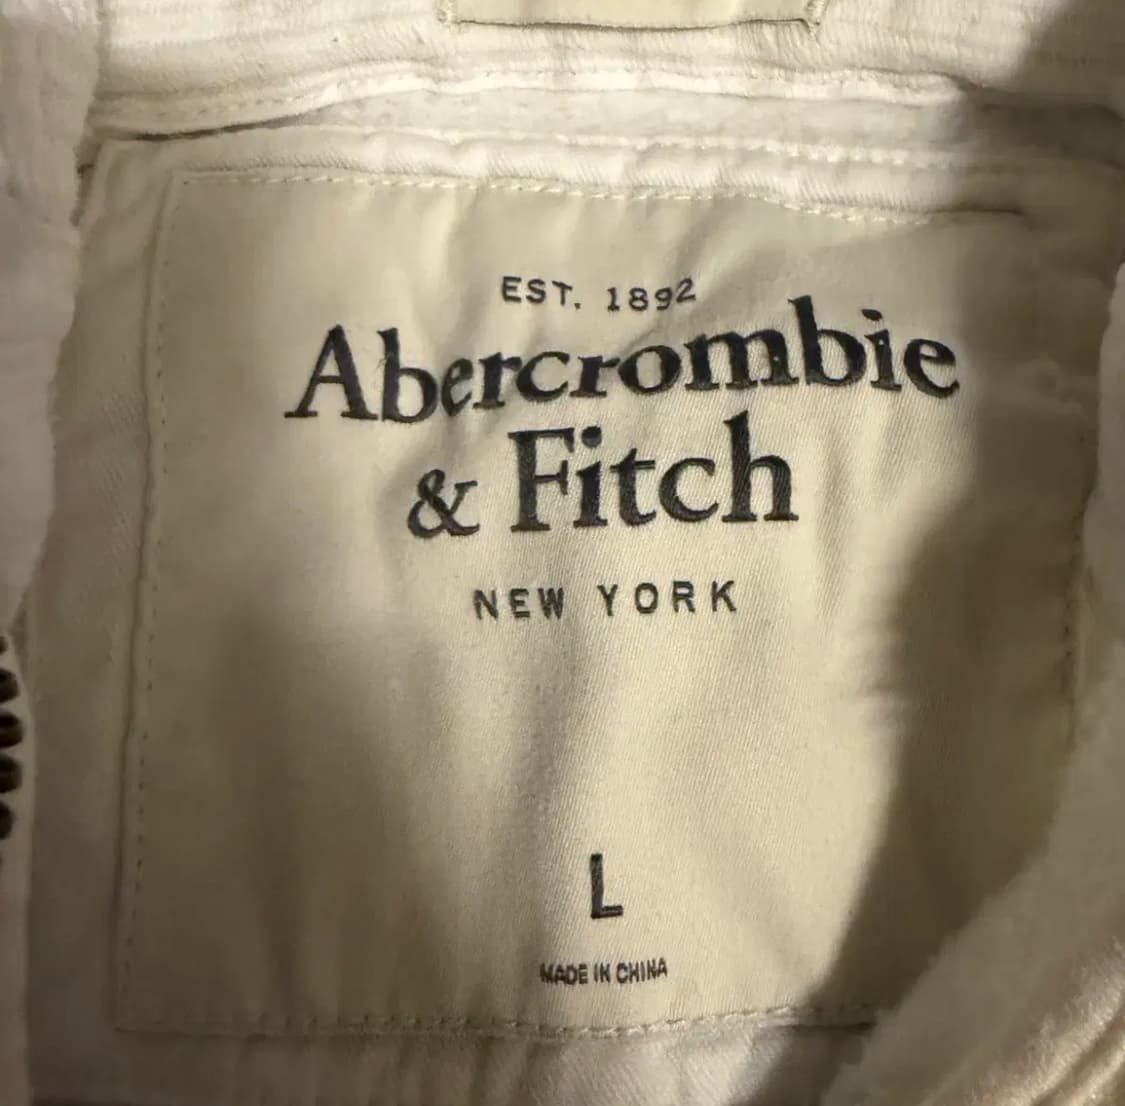 EST. 1892
Abercrombie
& Fitch
NEW YORK
L
MADE IN CHINA